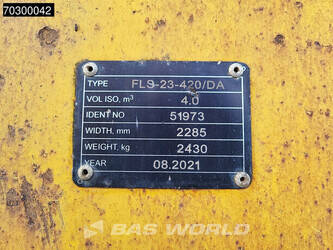 70300042
TYPE FLS-23-420/DA
VOL ISO, m³ 4.0
IDENT NO 51973
WIDTH, mm 2285
WEIGHT, kg 2430
YEAR 08.2021
BAS WORLD